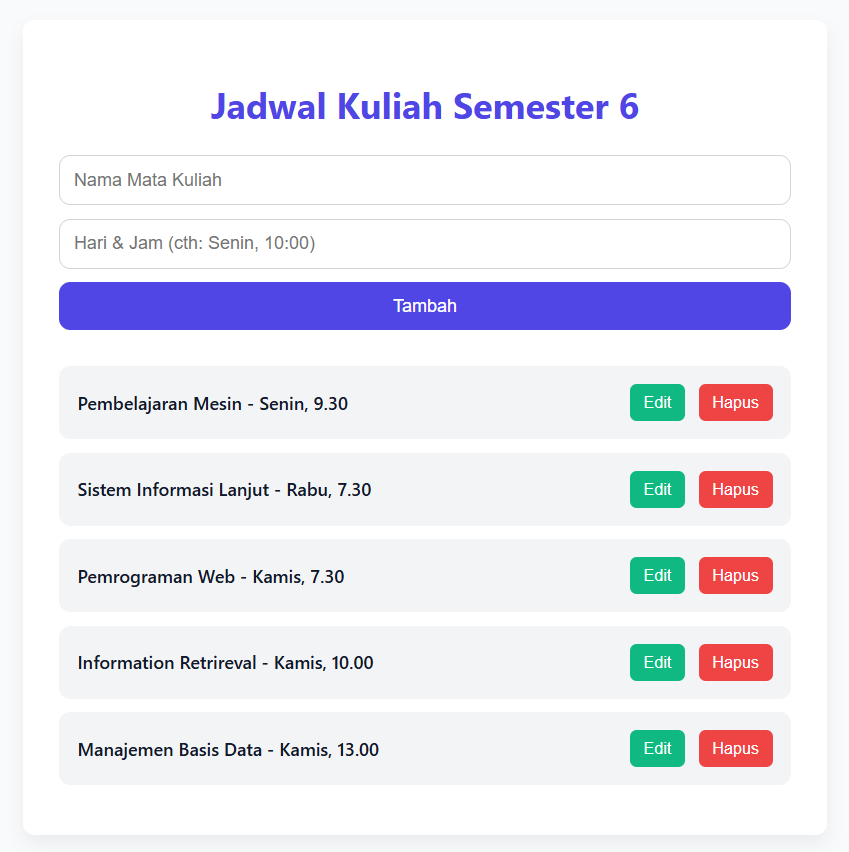 Jadwal Kuliah Semester 6
Nama Mata Kuliah
Hari & Jam (cth: Senin, 10:00)
Tambah
Pembelajaran Mesin - Senin, 9.30 Edit Hapus
Sistem Informasi Lanjut - Rabu, 7.30 Edit Hapus
Pemrograman Web - Kamis, 7.30 Edit Hapus
Information Retrireval - Kamis, 10.00 Edit Hapus
Manajemen Basis Data - Kamis, 13.00 Edit Hapus